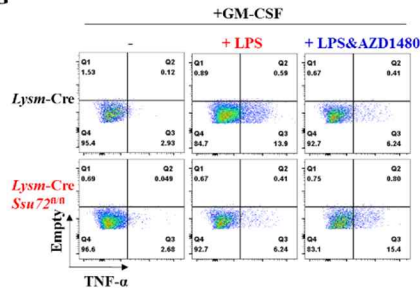 +GM-CSF
- + LPS + LPS&AZD1480
Lysm-Cre
Q1 1.53 Q2 0.12 Q4 95.4 Q3 2.93
Q1 0.89 Q2 0.59 Q4 84.7 Q3 13.9
Q1 0.67 Q2 0.41 Q4 92.7 Q3 6.24
Lysm-Cre
Ssu72fl/fl
Q1 0.69 Q2 0.049 Q4 96.6 Q3 2.68
Q1 0.67 Q2 0.41 Q4 92.7 Q3 6.24
Q1 0.75 Q2 0.80 Q4 83.1 Q3 15.4
Empty
TNF-α